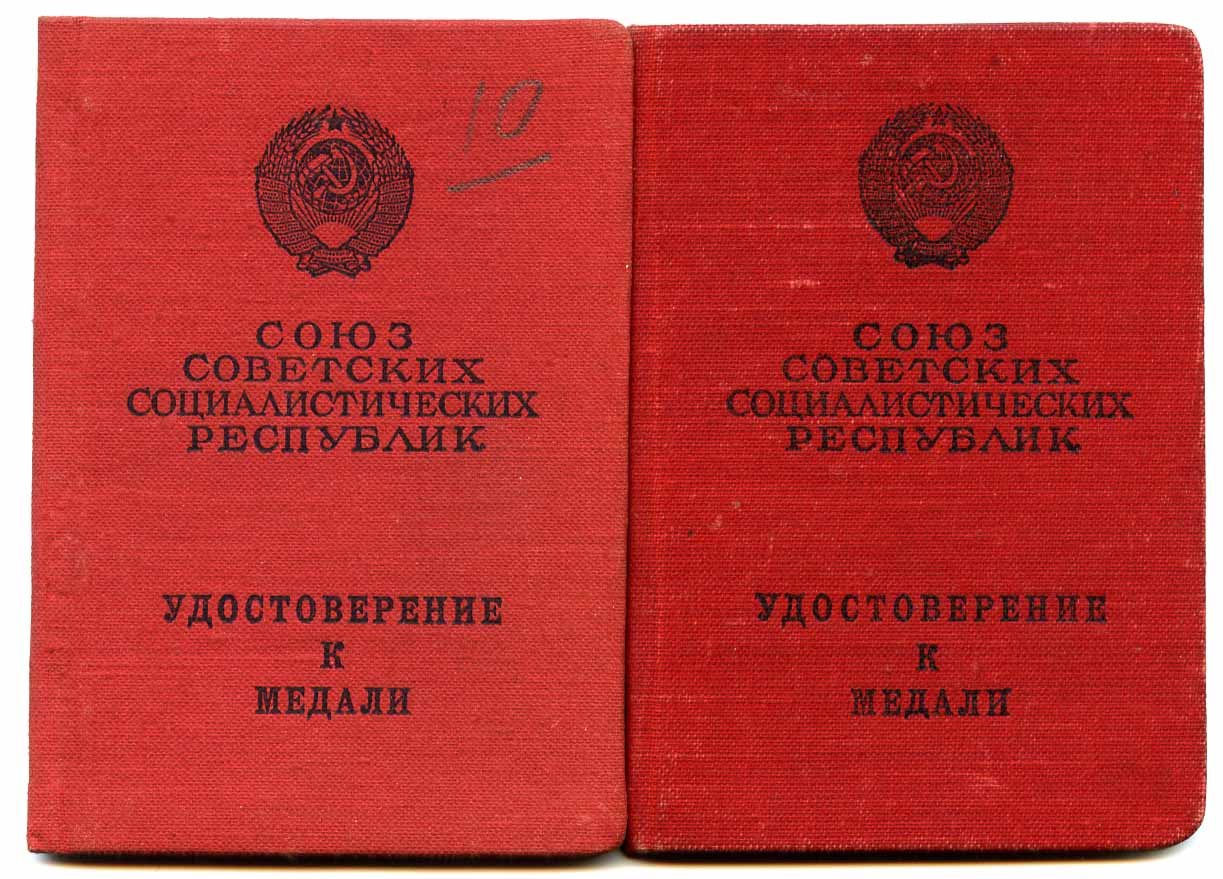 10
СОЮЗ
СОВЕТСКИХ
СОЦИАЛИСТИЧЕСКИХ
РЕСПУБЛИК
УДОСТОВЕРЕНИЕ
К
МЕДАЛИ
СОЮЗ
СОВЕТСКИХ
СОЦИАЛИСТИЧЕСКИХ
РЕСПУБЛИК
УДОСТОВЕРЕНИЕ
К
МЕДАЛИ